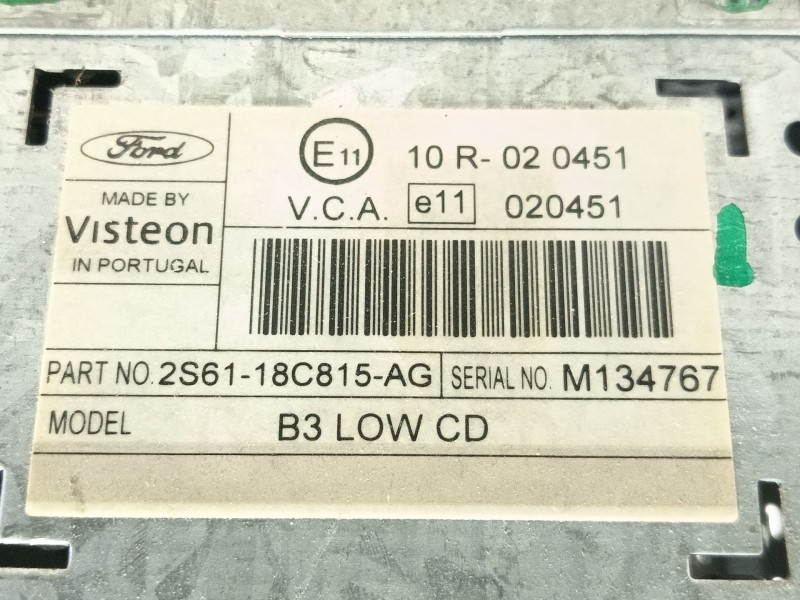 Ford
MADE BY
Visteon
IN PORTUGAL
E11 10 R- 02 0451
V.C.A. e11 020451
PART NO. 2S61-18C815-AG SERIAL NO. M134767
MODEL B3 LOW CD